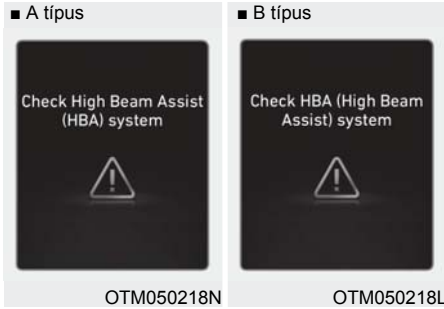 ■ A típus
■ B típus
Check High Beam Assist
(HBA) system
Check HBA (High Beam
Assist) system
OTM050218N
OTM050218L